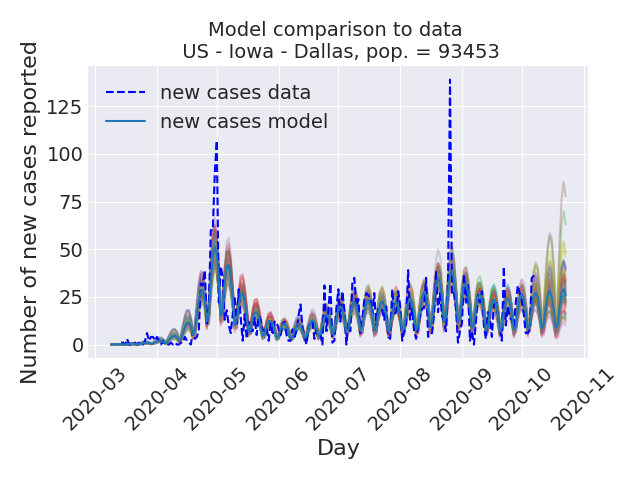 Model comparison to data
US - Iowa - Dallas, pop. = 93453
Number of new cases reported
new cases data
new cases model
125
100
75
50
25
0
2020-03
2020-04
2020-05
2020-06
2020-07
2020-08
2020-09
2020-10
2020-11
Day